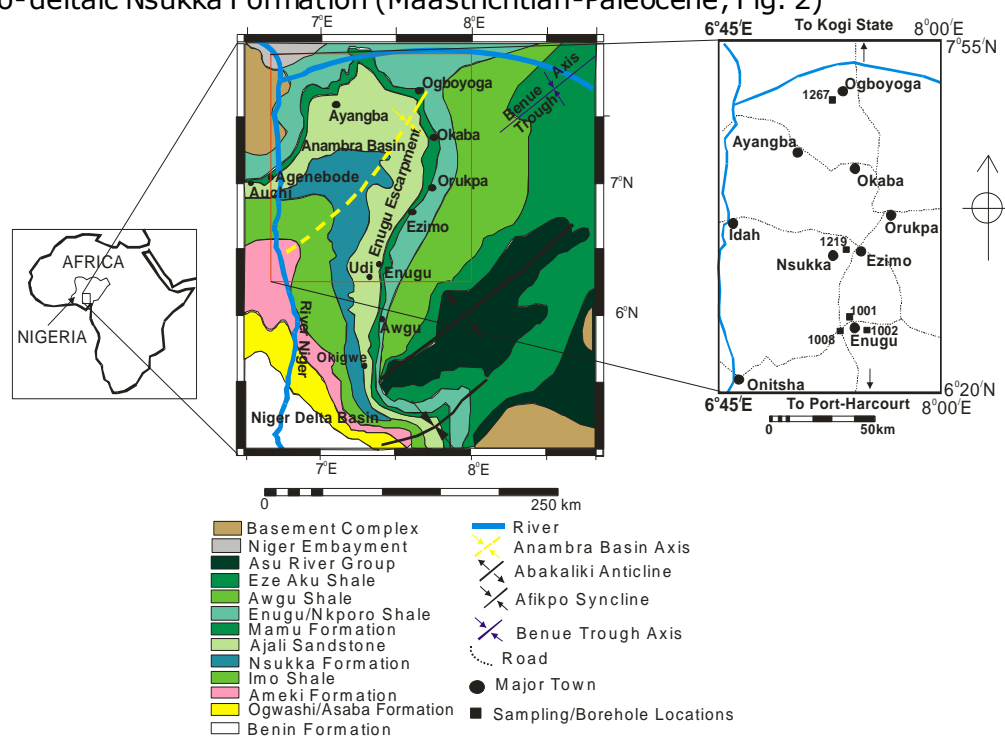 o-deltaic Nsukka Formation (Maastrichtian-Paleocene, Fig. 2)
7°E
8°E
6°45'E
To Kogi State
8°00'E
7°55'N
Ogboyoga
Ayangba
Anambra Basin
Benue Trough
Axis
Okaba
Agenebode
Auchi
Enugu Escarpment
Orukpa
7°N
Ezimo
Udi
Enugu
River Niger
Awgu
6°N
Okigwe
Niger Delta Basin
7°E
8°E
AFRICA
NIGERIA
1267
Ogboyoga
Ayangba
Okaba
Idah
Orukpa
1219
Nsukka
Ezimo
1001
1002
1008
Enugu
Onitsha
6°20'N
6°45'E
To Port-Harcourt
8°00'E
0
50km
0
250 km
Basement Complex
Niger Embayment
Asu River Group
Eze Aku Shale
Awgu Shale
Enugu/Nkporo Shale
Mamu Formation
Ajali Sandstone
Nsukka Formation
Imo Shale
Ameki Formation
Ogwashi/Asaba Formation
Benin Formation
River
Anambra Basin Axis
Abakaliki Anticline
Afikpo Syncline
Benue Trough Axis
Road
Major Town
Sampling/Borehole Locations